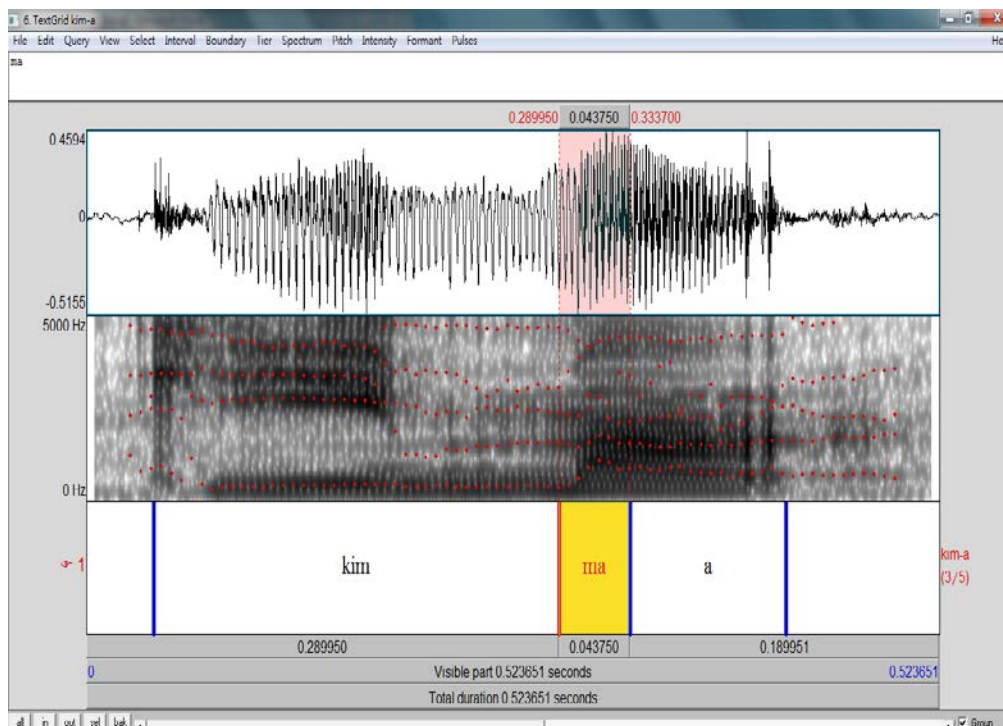 6. TextGrid kim-a
File Edit Query View Select Interval Boundary Tier Spectrum Pitch Intensity Formant Pulses He
ma
0.289950 0.043750 0.333700
0.4594
0
-0.5155
5000 Hz
0 Hz
1 kim ma a kim-a
(3/5)
0.289950 0.043750 0.189951
0 Visible part 0.523651 seconds 0.523651
Total duration 0.523651 seconds
all in out sel bak Group